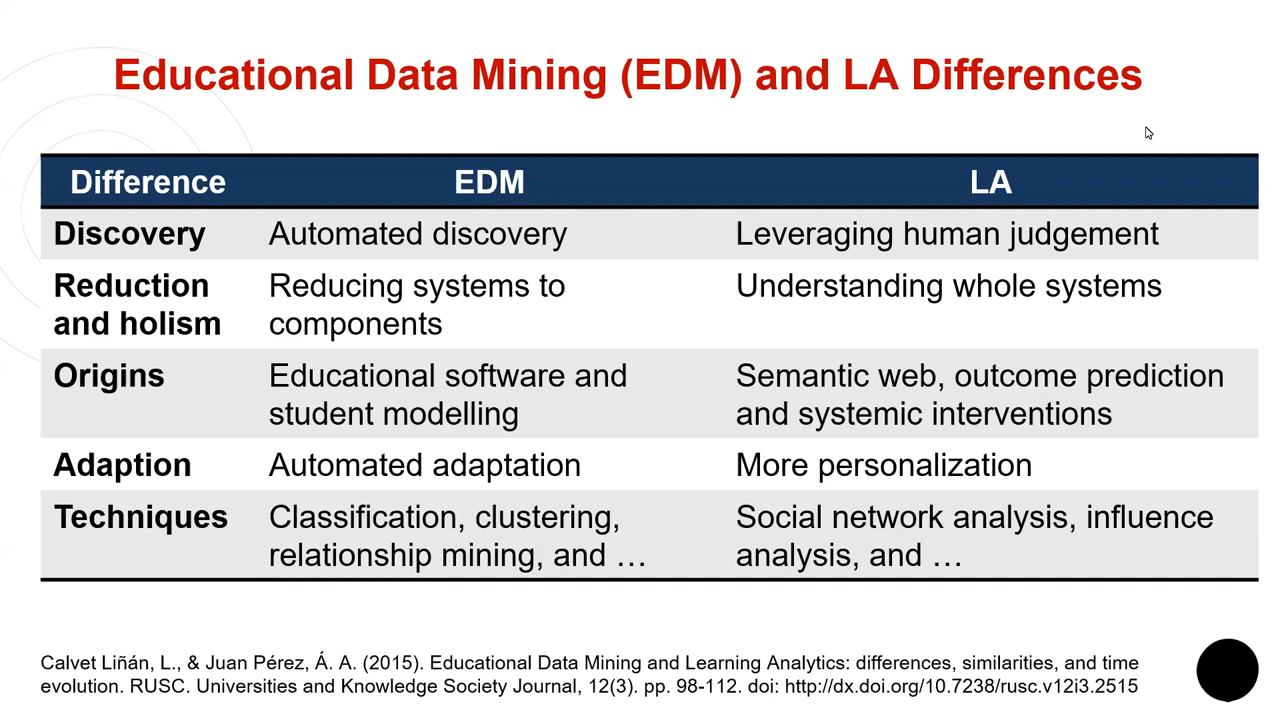 Educational Data Mining (EDM) and LA Differences
Difference EDM LA
Discovery Automated discovery Leveraging human judgement
Reduction Reducing systems to Understanding whole systems
and holism components
Origins Educational software and Semantic web, outcome prediction
student modelling and systemic interventions
Adaption Automated adaptation More personalization
Techniques Classification, clustering, Social network analysis, influence
relationship mining, and … analysis, and …
Calvet Liñán, L., & Juan Pérez, Á. A. (2015). Educational Data Mining and Learning Analytics: differences, similarities, and time
evolution. RUSC. Universities and Knowledge Society Journal, 12(3). pp. 98-112. doi: http://dx.doi.org/10.7238/rusc.v12i3.2515